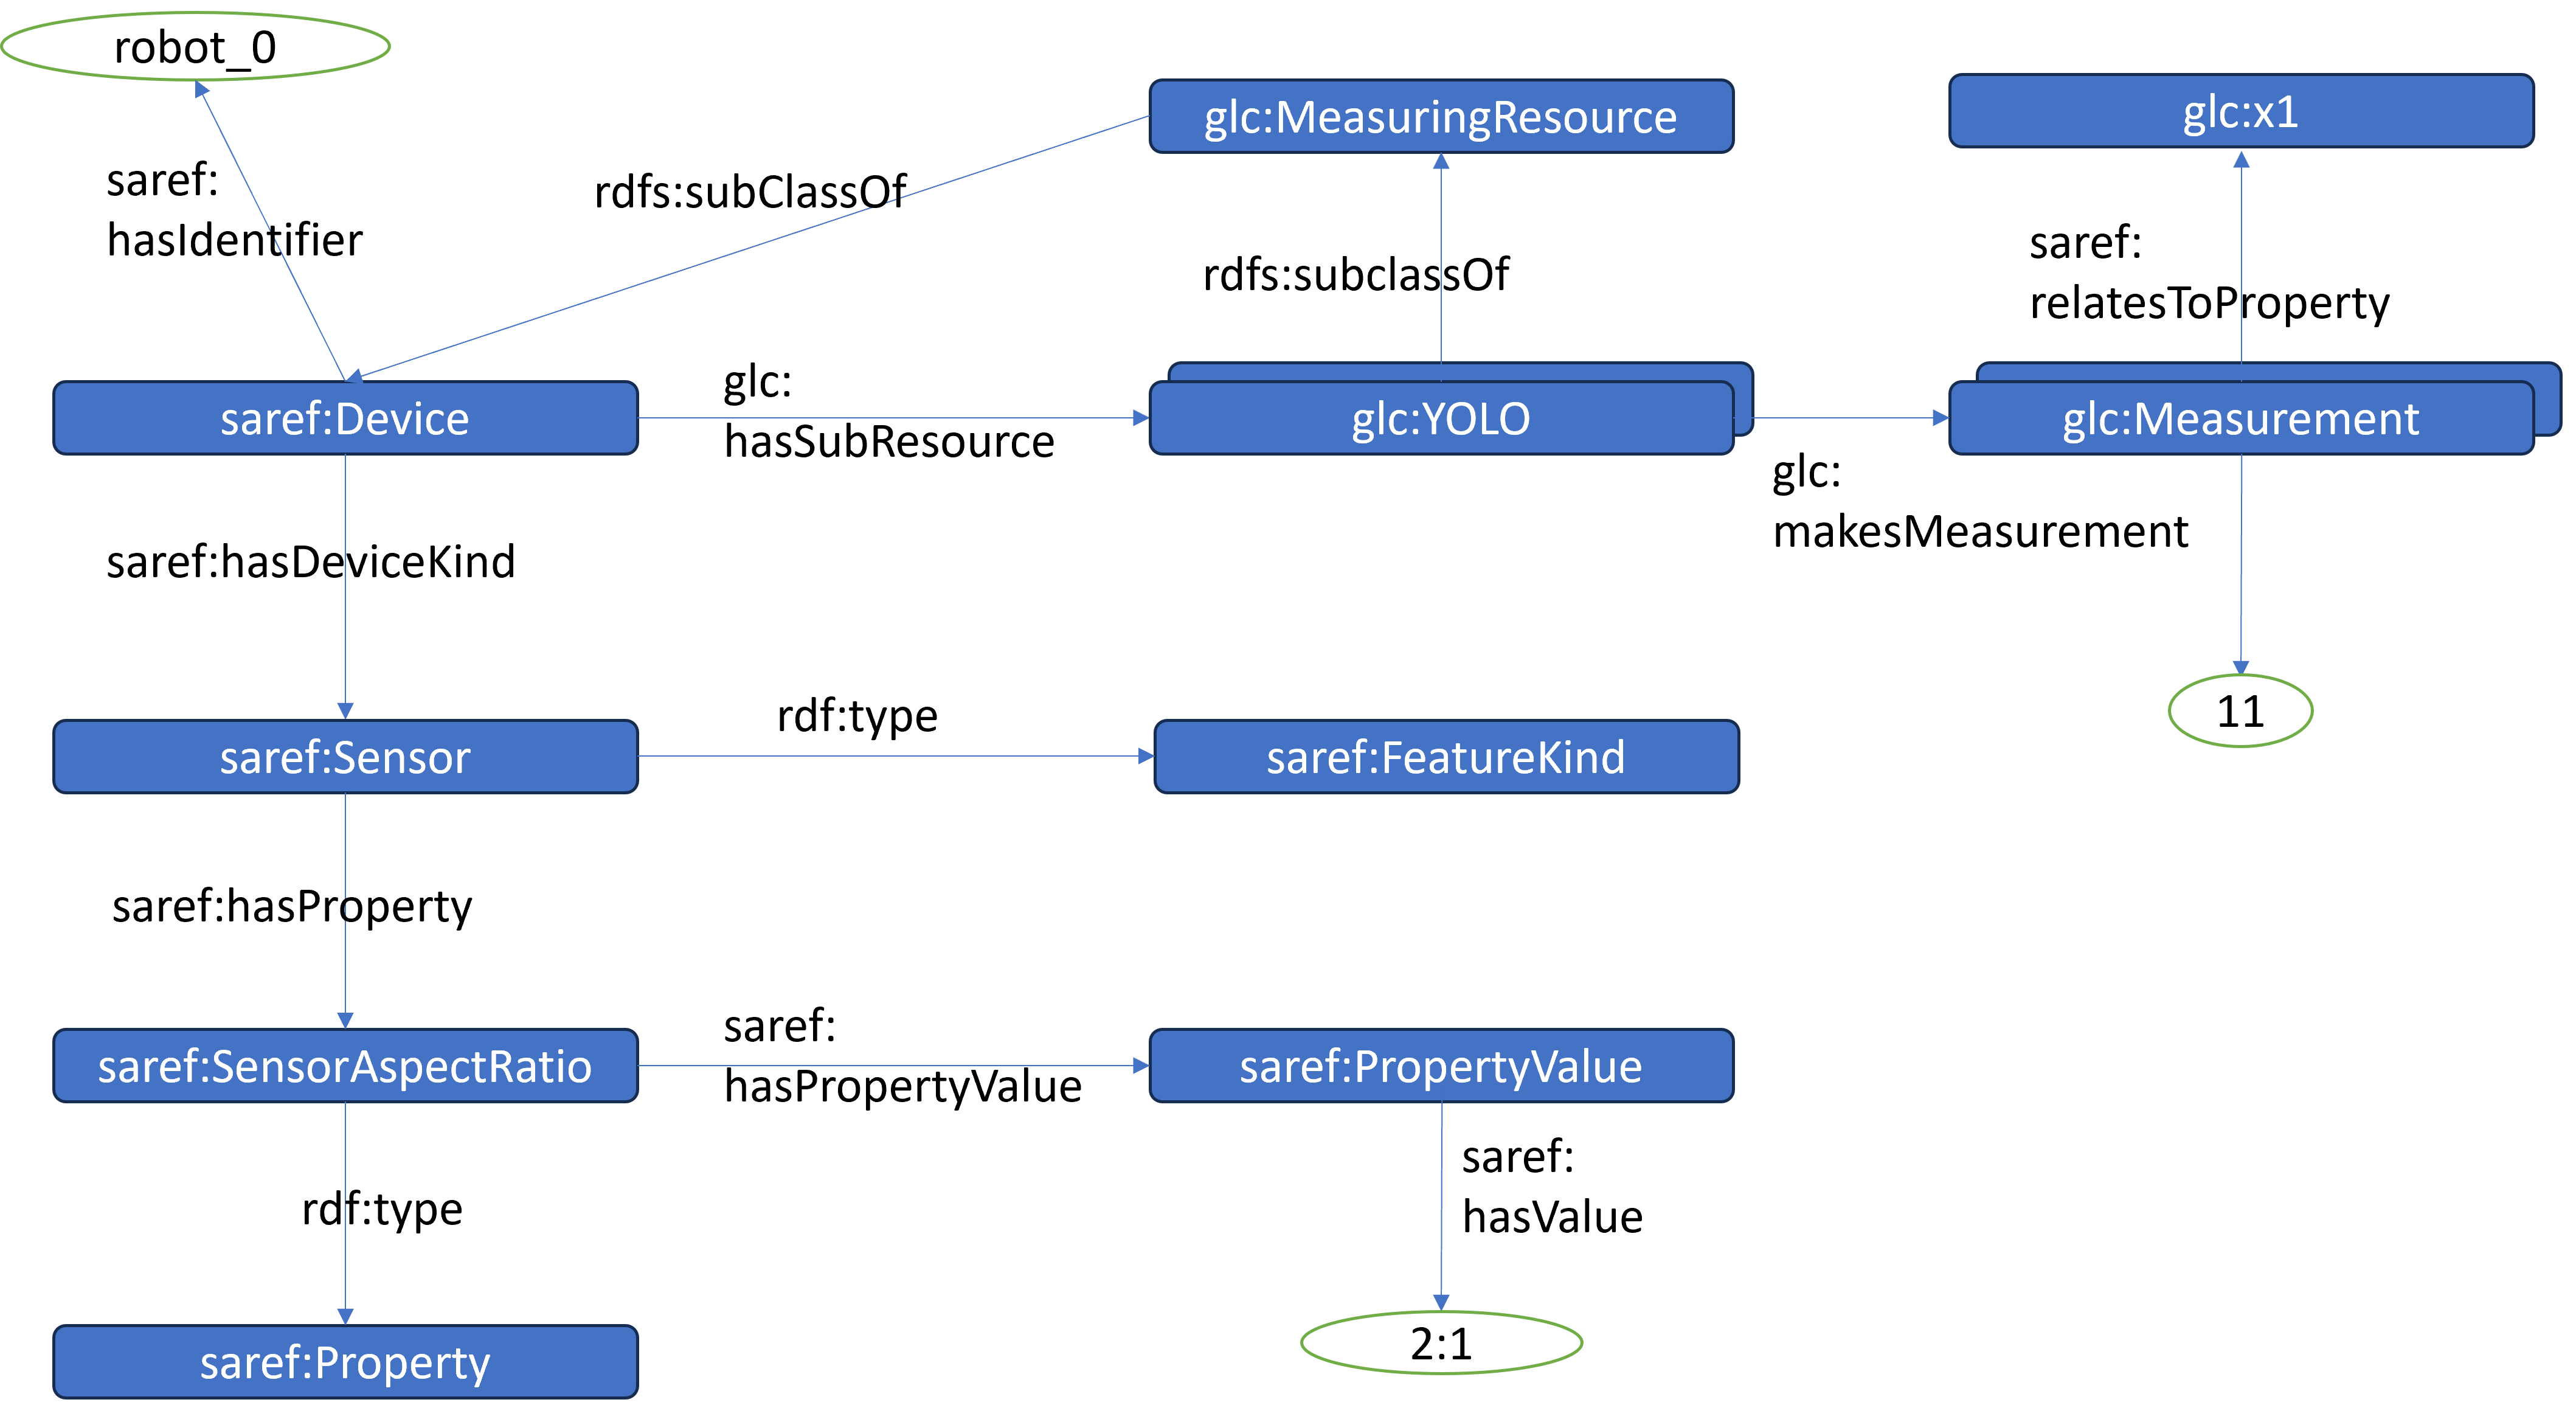 robot_0
glc:MeasuringResource
glc:x1
saref:
hasIdentifier
rdfs:subClassOf
rdfs:subclassOf
saref:
relatesToProperty
saref:Device
glc:
hasSubResource
glc:YOLO
glc:Measurement
glc:
makesMeasurement
saref:hasDeviceKind
11
saref:Sensor
rdf:type
saref:FeatureKind
saref:hasProperty
saref:SensorAspectRatio
saref:
hasPropertyValue
saref:PropertyValue
saref:
hasValue
rdf:type
2:1
saref:Property